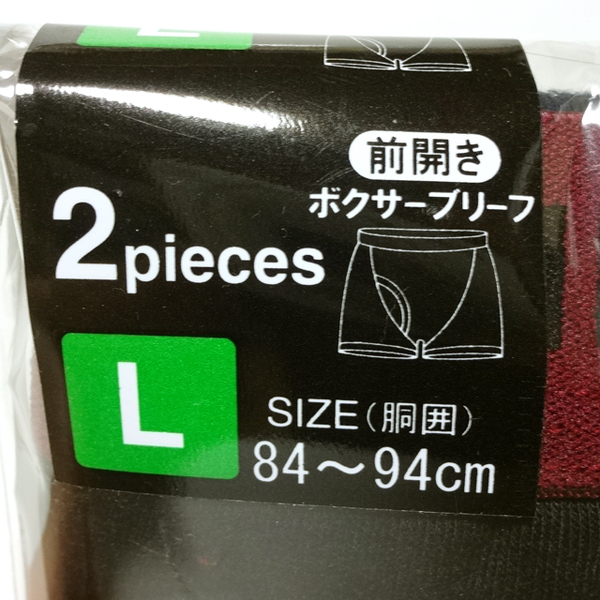 L
前開き
ボクサーブリーフ
2pieces
L
SIZE(胴囲)
84〜94cm